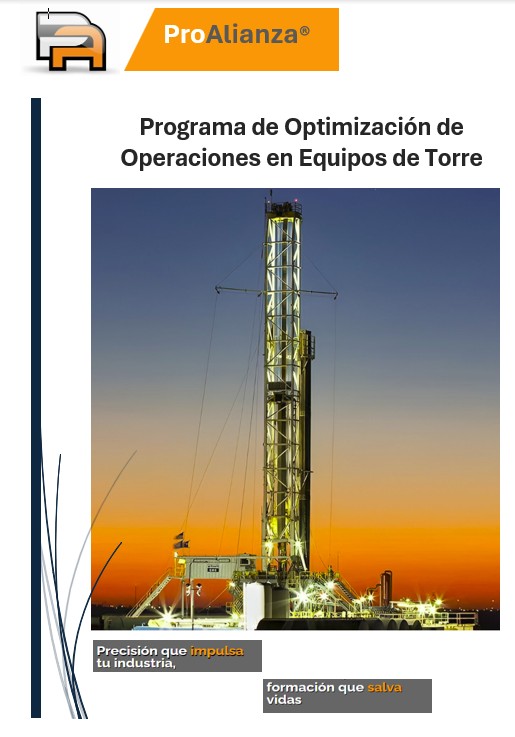 ProAlianza®
Programa de Optimización de
Operaciones en Equipos de Torre
Precisión que impulsa
tu industria,
formación que salva
vidas